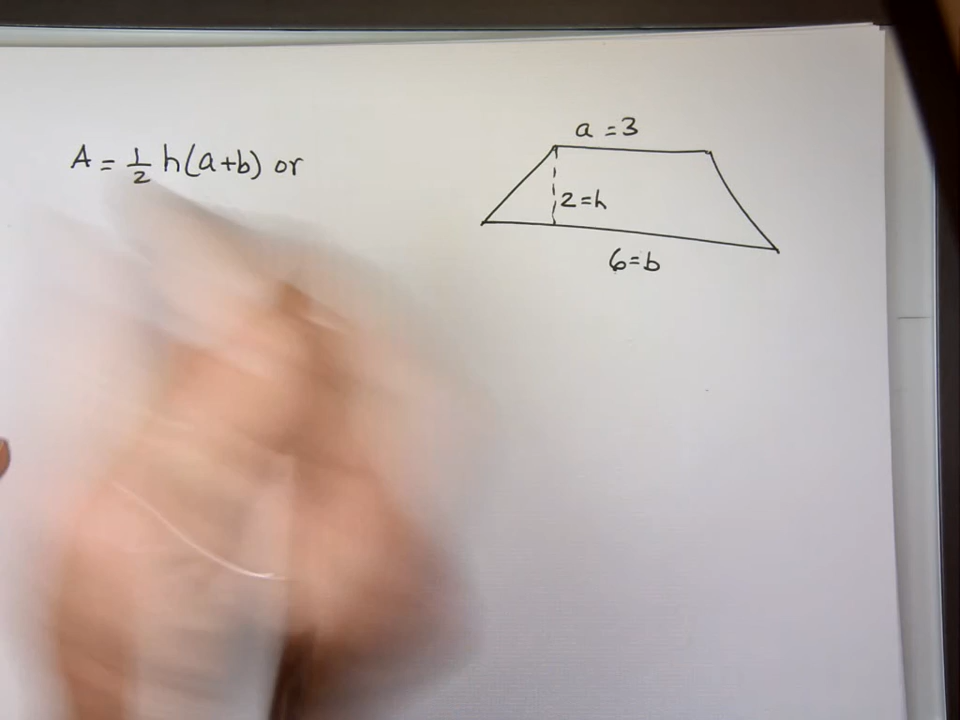 A = 1/2 h(a+b) or
a = 3
2 = h
6 = b